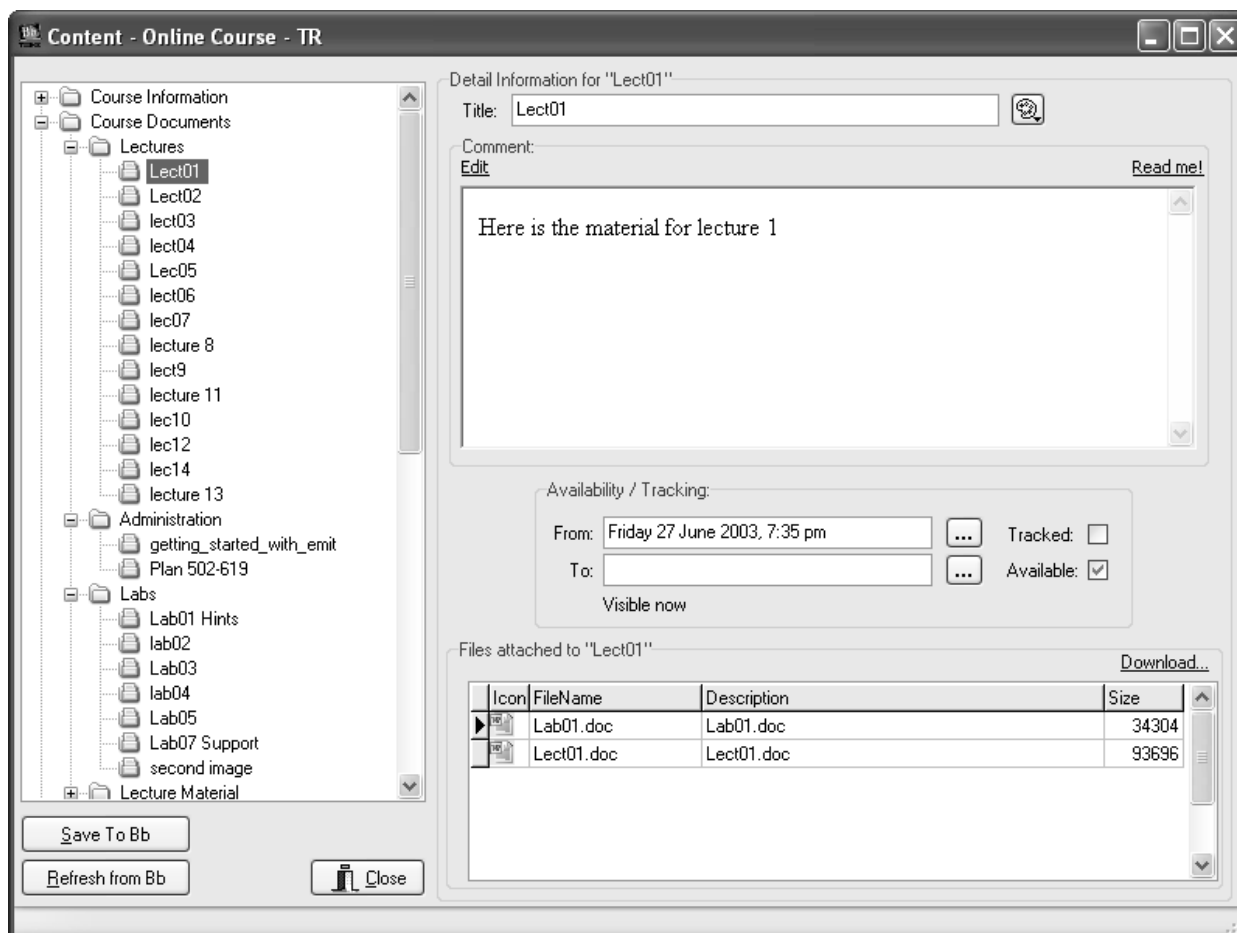 Content - Online Course - TR
Course Information
Course Documents
Lectures
Lect01
Lect02
lect03
lect04
Lec05
lect06
lec07
lecture 8
lect9
lecture 11
lec10
lec12
lec14
lecture 13
Administration
getting_started_with_emit
Plan 502-619
Labs
Lab01 Hints
lab02
Lab03
lab04
Lab05
Lab07 Support
second image
Lecture Material
Save To Bb
Refresh from Bb
Close
Detail Information for "Lect01"
Title: Lect01
Comment:
Edit Read me!
Here is the material for lecture 1
Availability / Tracking:
From: Friday 27 June 2003, 7:35 pm ... Tracked:
To: ... Available:
Visible now
Files attached to "Lect01"
Download...
Icon FileName Description Size
Lab01.doc Lab01.doc 34304
Lect01.doc Lect01.doc 93696